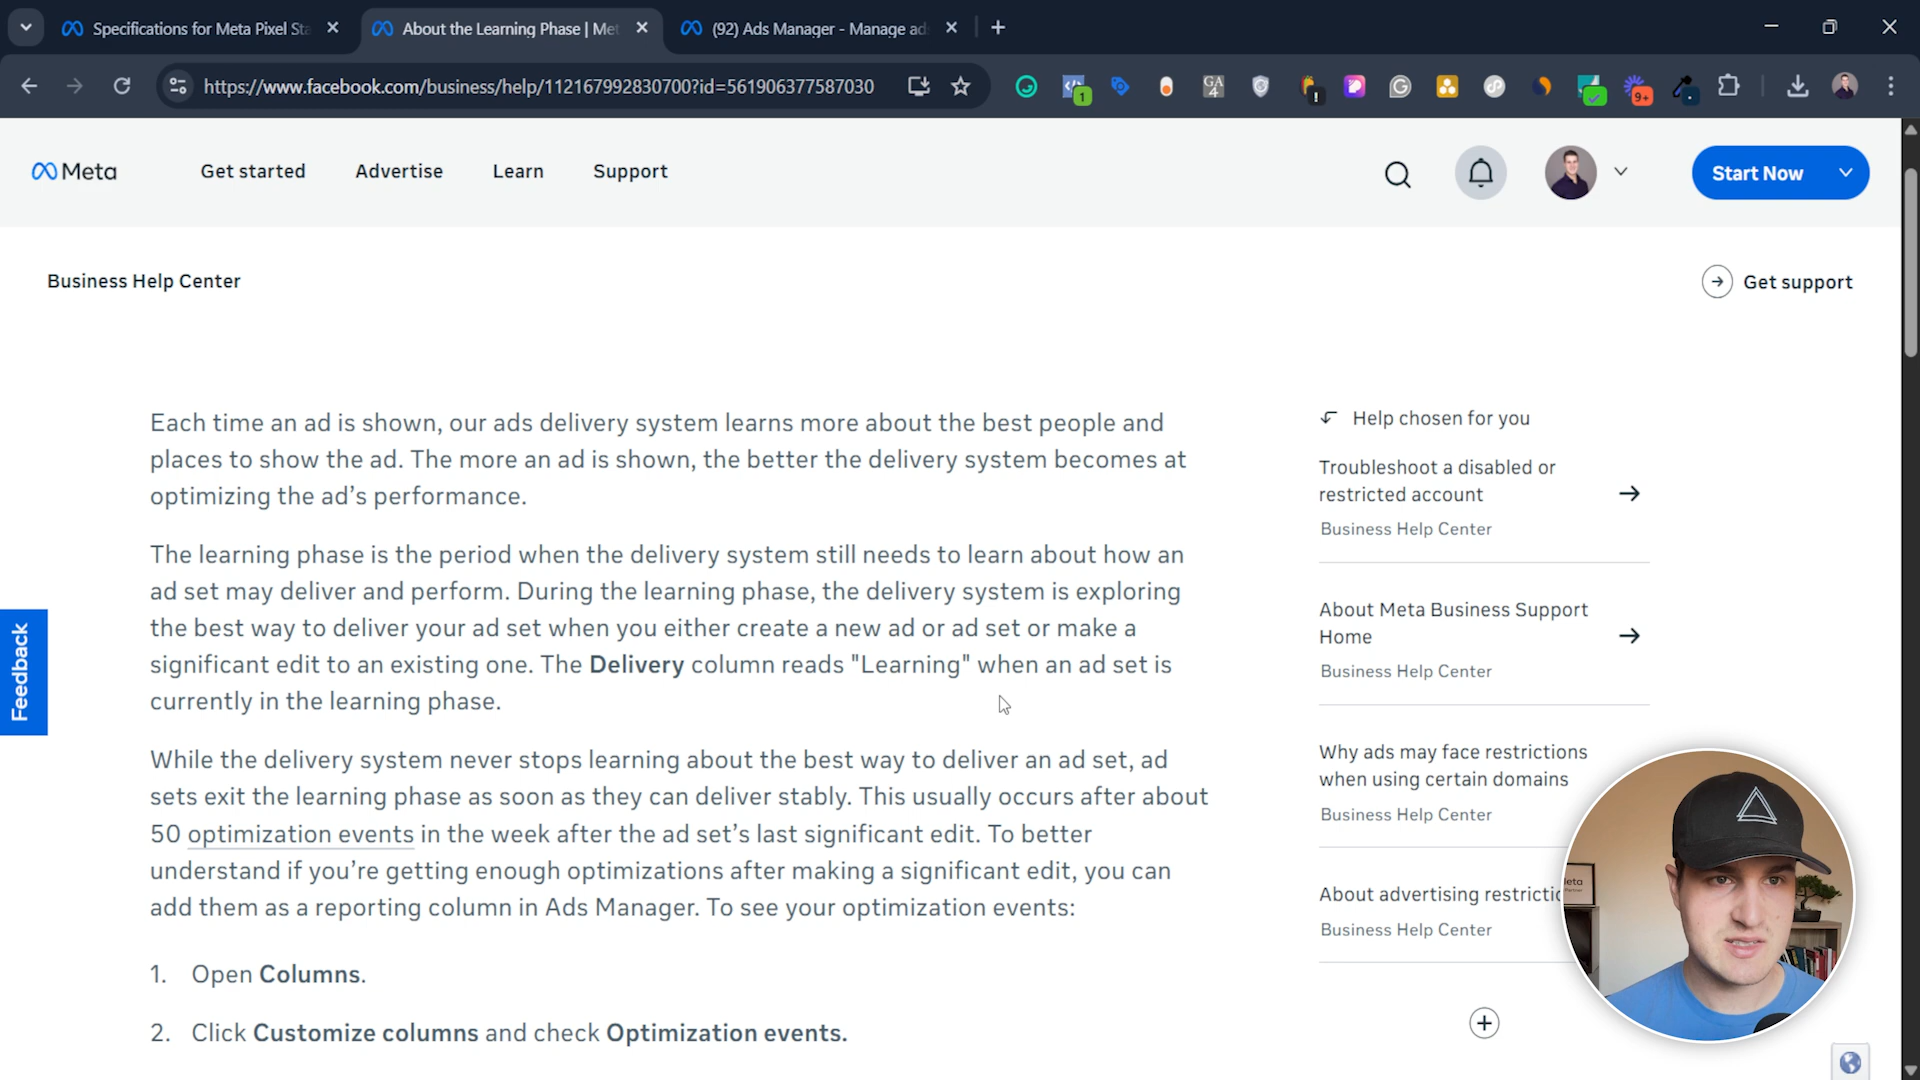 Specifications for Meta Pixel Sta
About the Learning Phase | Met
(92) Ads Manager - Manage ads
https://www.facebook.com/business/help/112167992830700?id=561906377587030
1
GA
4
!
9+
Meta
Get started
Advertise
Learn
Support
Start Now
Business Help Center
Get support
Each time an ad is shown, our ads delivery system learns more about the best people and
places to show the ad. The more an ad is shown, the better the delivery system becomes at
optimizing the ad’s performance.
The learning phase is the period when the delivery system still needs to learn about how an
ad set may deliver and perform. During the learning phase, the delivery system is exploring
the best way to deliver your ad set when you either create a new ad or ad set or make a
significant edit to an existing one. The Delivery column reads "Learning" when an ad set is
currently in the learning phase.
While the delivery system never stops learning about the best way to deliver an ad set, ad
sets exit the learning phase as soon as they can deliver stably. This usually occurs after about
50 optimization events in the week after the ad set’s last significant edit. To better
understand if you’re getting enough optimizations after making a significant edit, you can
add them as a reporting column in Ads Manager. To see your optimization events:
1. Open Columns.
2. Click Customize columns and check Optimization events.
Feedback
Help chosen for you
Troubleshoot a disabled or
restricted account
Business Help Center
About Meta Business Support
Home
Business Help Center
Why ads may face restrictions
when using certain domains
Business Help Center
About advertising restrictio
Business Help Center